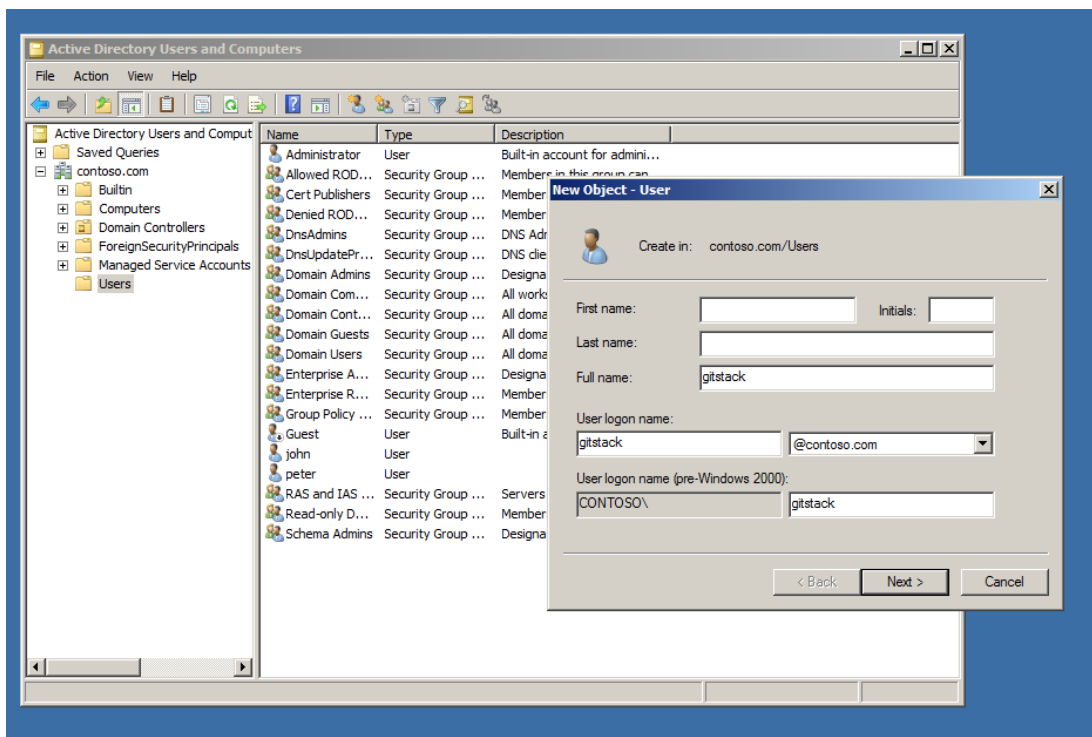 Active Directory Users and Computers
File Action View Help
Active Directory Users and Comput
Saved Queries
contoso.com
Builtin
Computers
Domain Controllers
ForeignSecurityPrincipals
Managed Service Accounts
Users
Name Type Description
Administrator User Built-in account for admini...
Allowed ROD... Security Group ... Members in this group can
Cert Publishers Security Group ... Member
Denied ROD... Security Group ... Member
DnsAdmins Security Group ... DNS Adr
DnsUpdatePr... Security Group ... DNS clie
Domain Admins Security Group ... Designa
Domain Com... Security Group ... All works
Domain Cont... Security Group ... All doma
Domain Guests Security Group ... All doma
Domain Users Security Group ... All doma
Enterprise A... Security Group ... Designa
Enterprise R... Security Group ... Member
Group Policy ... Security Group ... Member
Guest User Built-in a
john User
peter User
RAS and IAS ... Security Group ... Servers
Read-only D... Security Group ... Member
Schema Admins Security Group ... Designa
New Object - User
Create in: contoso.com/Users
First name: Initials:
Last name:
Full name: gitstack
User logon name:
gitstack @contoso.com
User logon name (pre-Windows 2000):
CONTOSO\ gitstack
< Back Next > Cancel